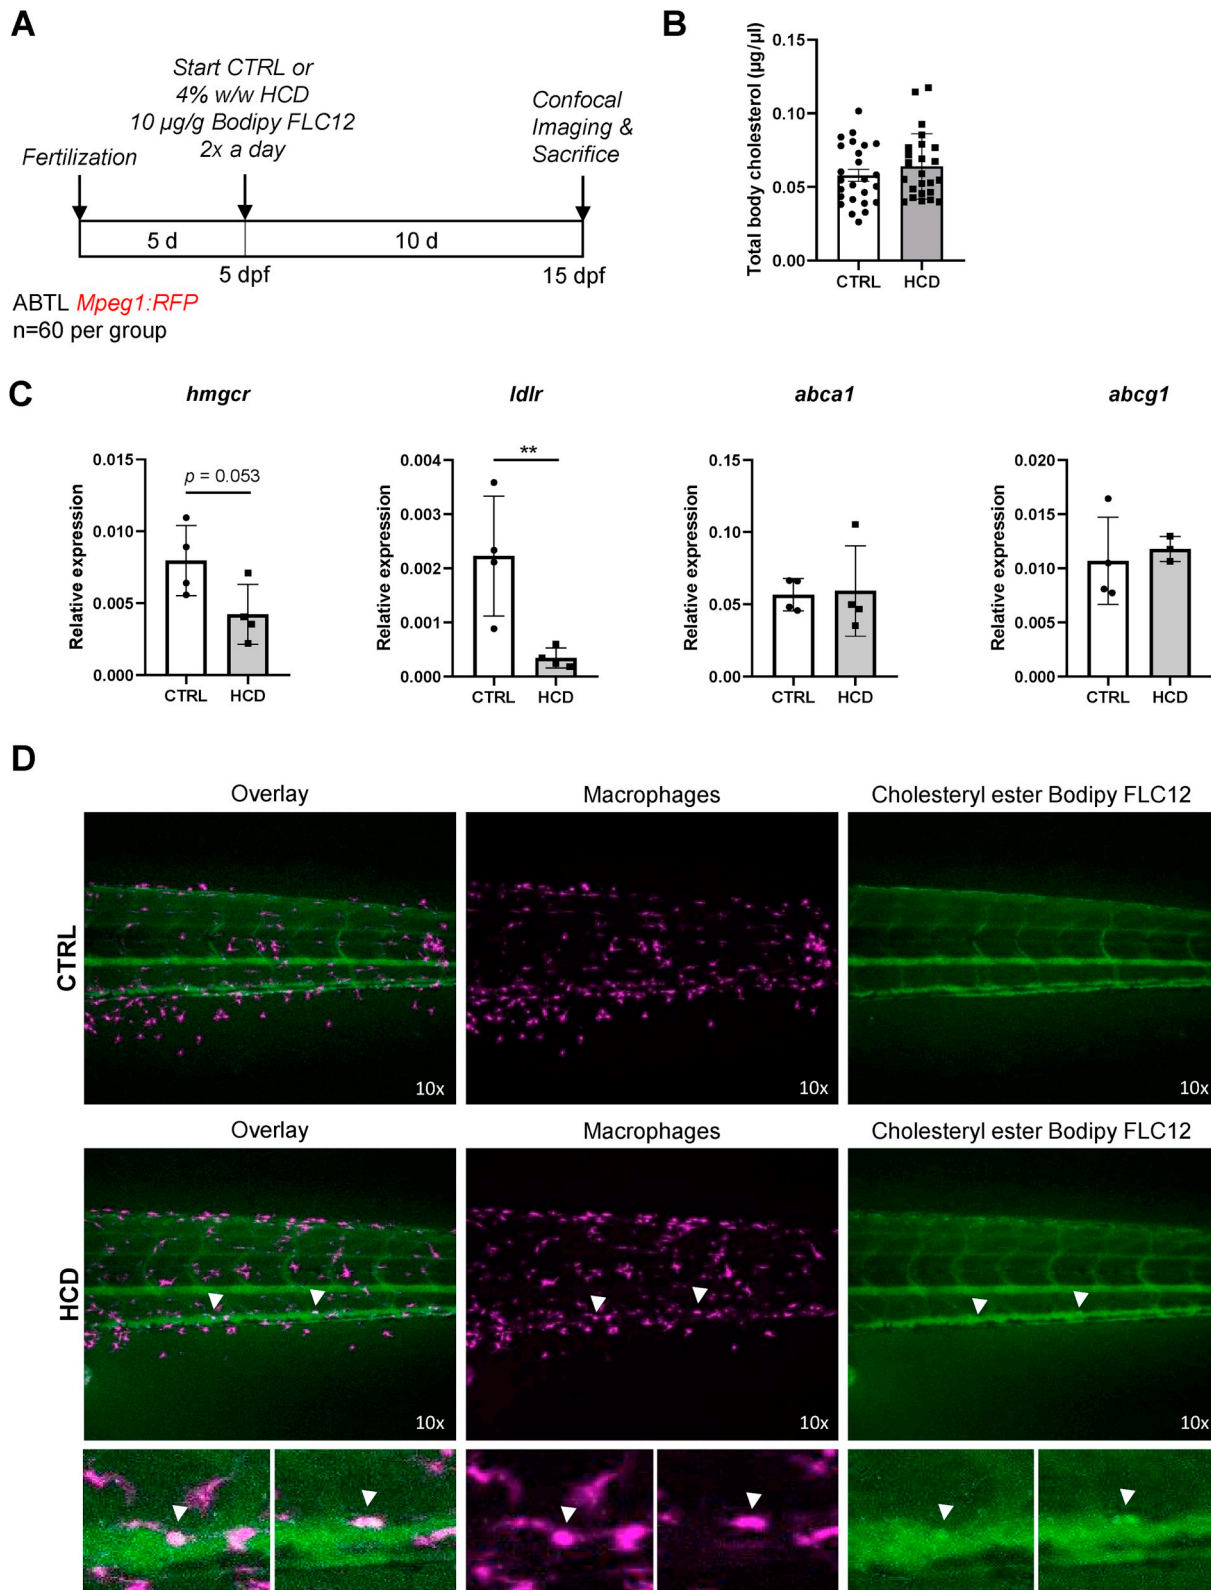 A
Start CTRL or
4% w/w HCD
10 µg/g Bodipy FLC12
2x a day
Fertilization
Confocal
Imaging &
Sacrifice
5 d
10 d
5 dpf
15 dpf
ABTL Mpeg1:RFP
n=60 per group
B
Total body cholesterol (µg/µl)
0.15
0.10
0.05
0.00
CTRL
HCD
C
hmgcr
Relative expression
0.015
0.010
0.005
0.000
p = 0.053
CTRL
HCD
ldlr
Relative expression
0.004
0.003
0.002
0.001
0.000
**
CTRL
HCD
abca1
Relative expression
0.15
0.10
0.05
0.00
CTRL
HCD
abcg1
Relative expression
0.020
0.015
0.010
0.005
0.000
CTRL
HCD
D
Overlay
Macrophages
Cholesteryl ester Bodipy FLC12
CTRL
10x
10x
10x
Overlay
Macrophages
Cholesteryl ester Bodipy FLC12
HCD
10x
10x
10x